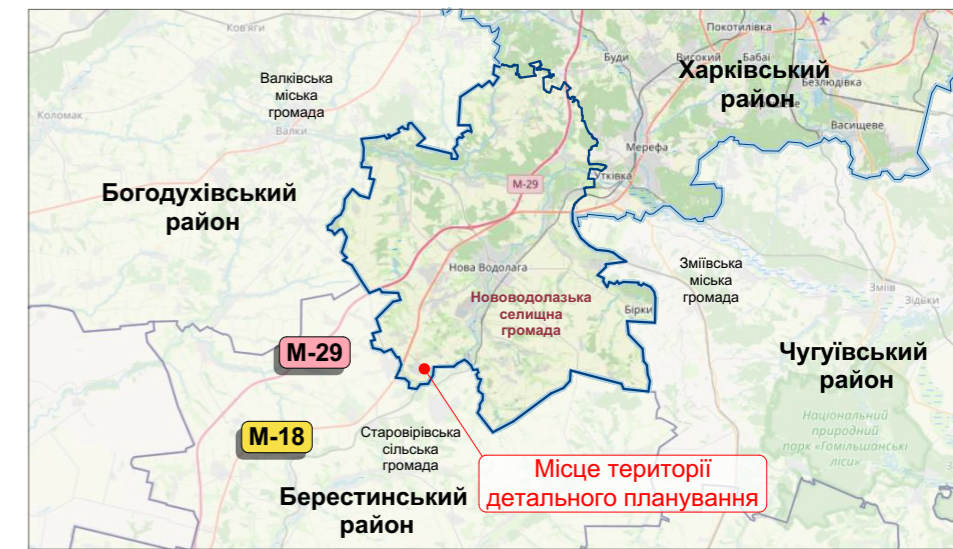 Ков'яги
Покотилівка
Буди
Високий
Бабаї
Безлюдівка
Харківський
район
Васищеве
Валківська
міська
громада
Коломак
Валки
Мерефа
М-29
Утківка
Богодухівський
район
Нова Водолага
Зміївська
міська
громада
Зміїв
Зідьки
Нововодолазька
селищна
громада
Бірки
М-29
Чугуївський
район
М-18
Старовірівська
сільська
громада
Національний
природний
парк «Гомільшанські
ліси»
Місце території
детального планування
Берестинський
район